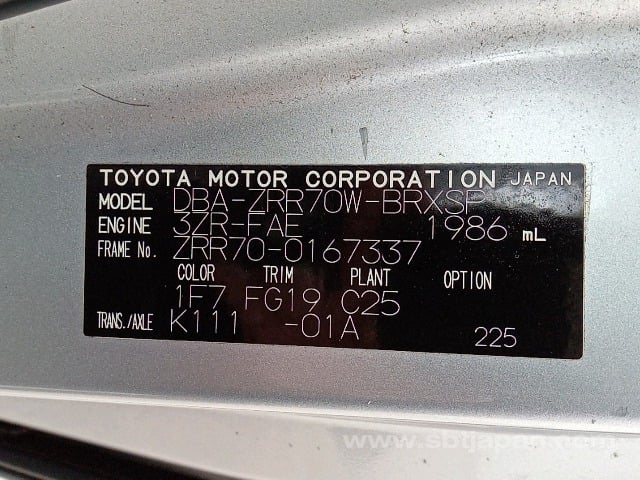 TOYOTA MOTOR CORPORATION JAPAN
MODEL DBA-ZRR70W-BRXSP
ENGINE 3ZR-FAE 1986 mL
FRAME No. ZRR70-0167337
COLOR TRIM PLANT OPTION
1F7 FG19 C25
TRANS./AXLE K111 -01A 225
www.sbtjapan.com